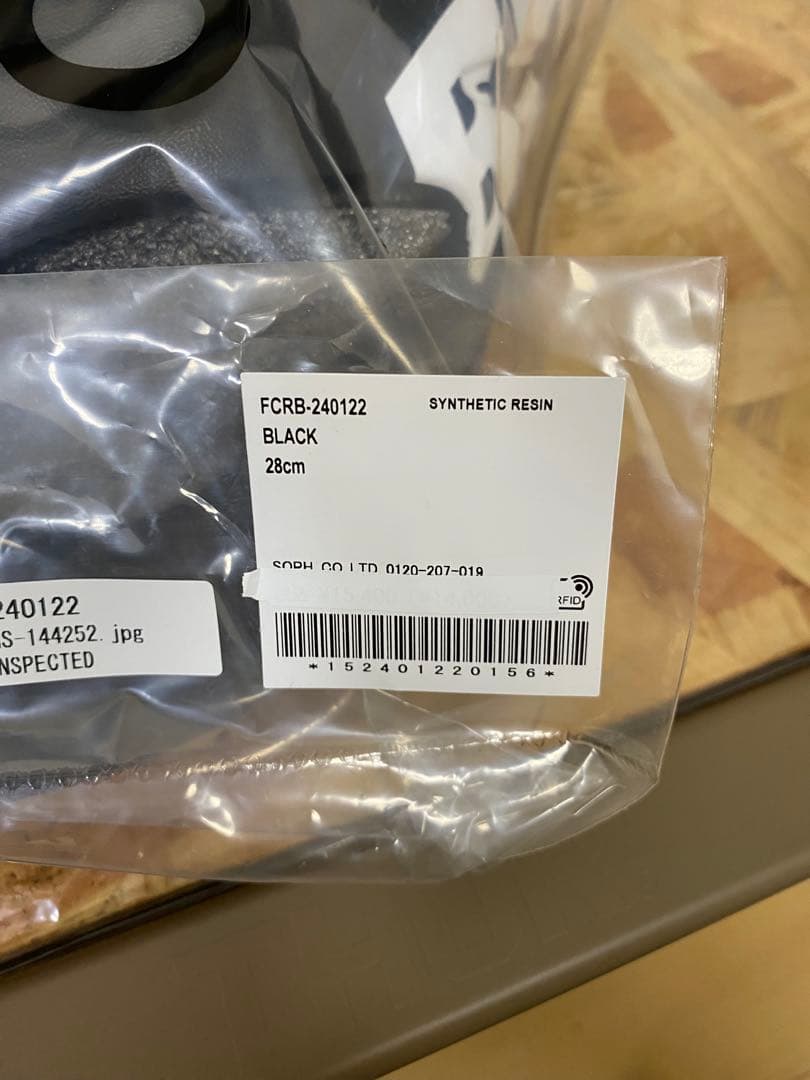 FCRB-240122
SYNTHETIC RESIN
BLACK
28cm
SOPH. CO. LTD. 0120-207-019
RFID
*152401220156*
240122
S-144252. jpg
NSPECTED